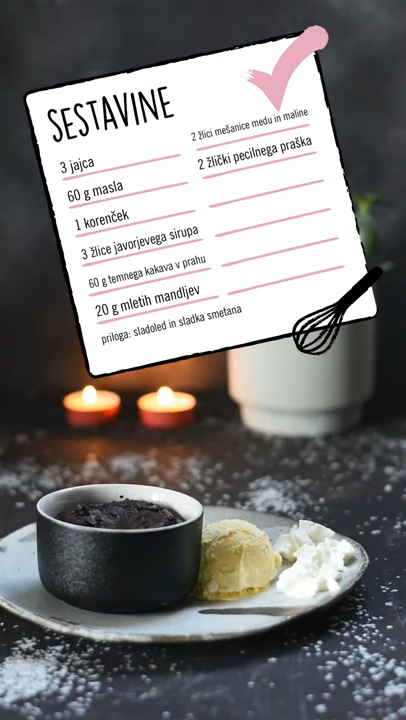 SESTAVINE
3 jajca
60 g masla
1 korenček
3 žlice javorjevega sirupa
60 g temnega kakava v prahu
20 g mletih mandljev
2 žlici mešanice medu in maline
2 žlički pecilnega praška
priloga: sladoled in sladka smetana